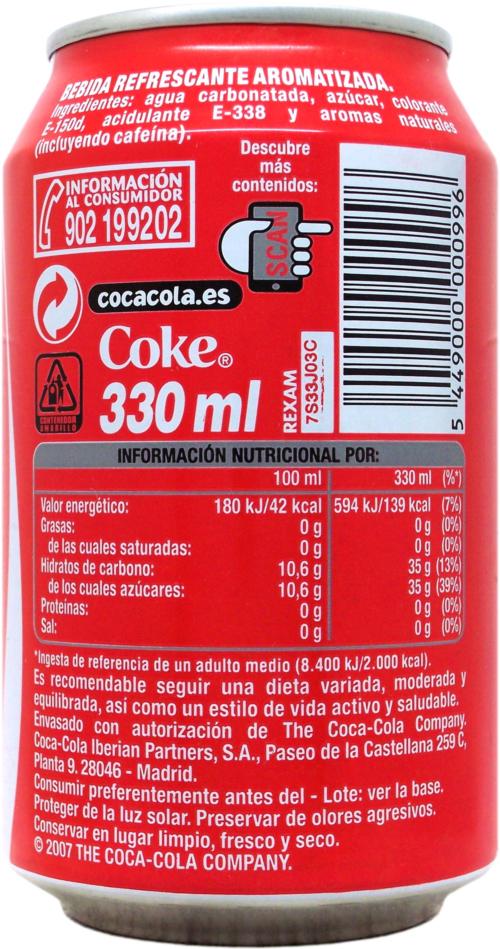 BEBIDA REFRESCANTE AROMATIZADA.
Ingredientes: agua carbonatada, azúcar, colorante
E-150d, acidulante E-338 y aromas naturales
(incluyendo cafeína).
Descubre
más
contenidos:
SCAN
INFORMACIÓN
AL CONSUMIDOR
902 199202
cocacola.es
Coke®
330 ml
CONTENEDOR
AMARILLO
REXAM
7S33J03C
5 449000 000996
INFORMACIÓN NUTRICIONAL POR:
100 ml 330 ml (%*)
Valor energético: 180 kJ/42 kcal 594 kJ/139 kcal (7%)
Grasas: 0 g 0 g (0%)
de las cuales saturadas: 0 g 0 g (0%)
Hidratos de carbono: 10,6 g 35 g (13%)
de los cuales azúcares: 10,6 g 35 g (39%)
Proteínas: 0 g 0 g (0%)
Sal: 0 g 0 g (0%)
*Ingesta de referencia de un adulto medio (8.400 kJ/2.000 kcal).
Es recomendable seguir una dieta variada, moderada y
equilibrada, así como un estilo de vida activo y saludable.
Envasado con autorización de The Coca-Cola Company.
Coca-Cola Iberian Partners, S.A., Paseo de la Castellana 259 C,
Planta 9. 28046 - Madrid.
Consumir preferentemente antes del - Lote: ver la base.
Proteger de la luz solar. Preservar de olores agresivos.
Conservar en lugar limpio, fresco y seco.
© 2007 THE COCA-COLA COMPANY.